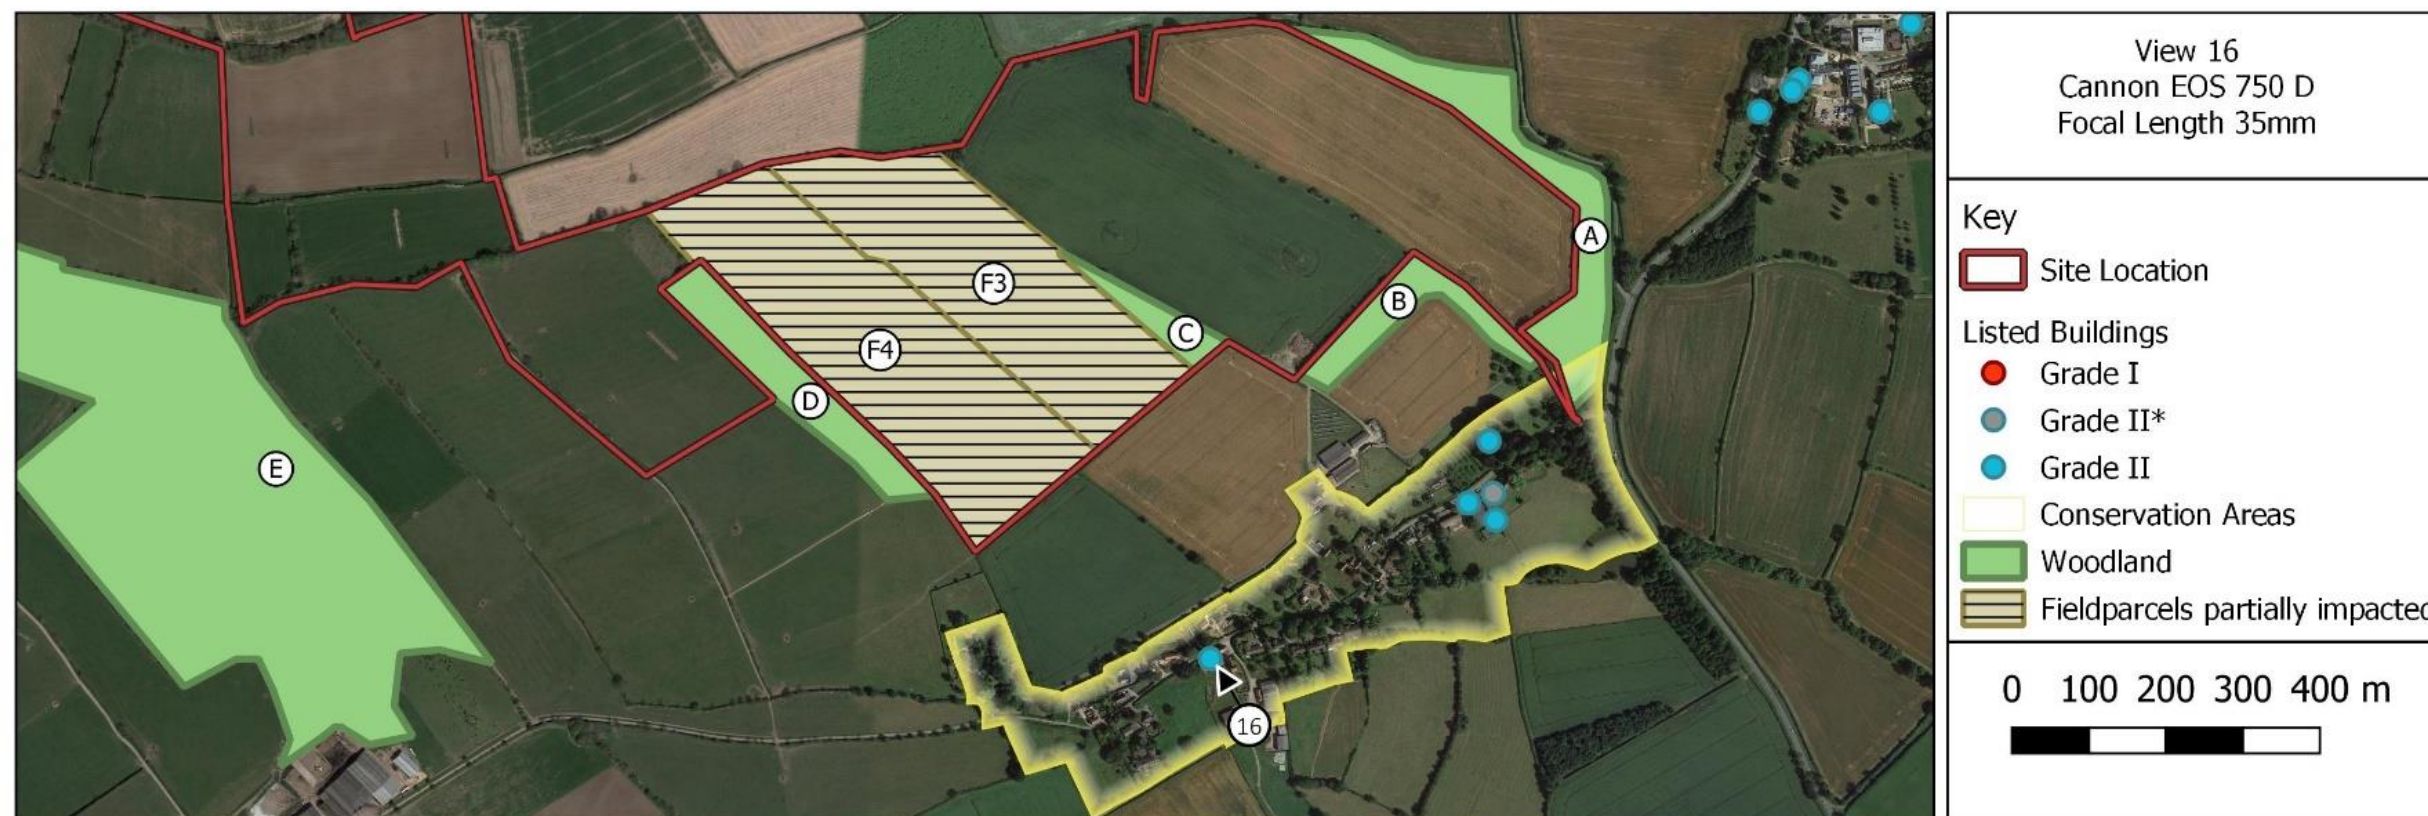 View 16
Cannon EOS 750 D
Focal Length 35mm
Key
Site Location
Listed Buildings
Grade I
Grade II*
Grade II
Conservation Areas
Woodland
Fieldparcels partially impacted
0 100 200 300 400 m
A
F3
B
C
F4
D
E
16